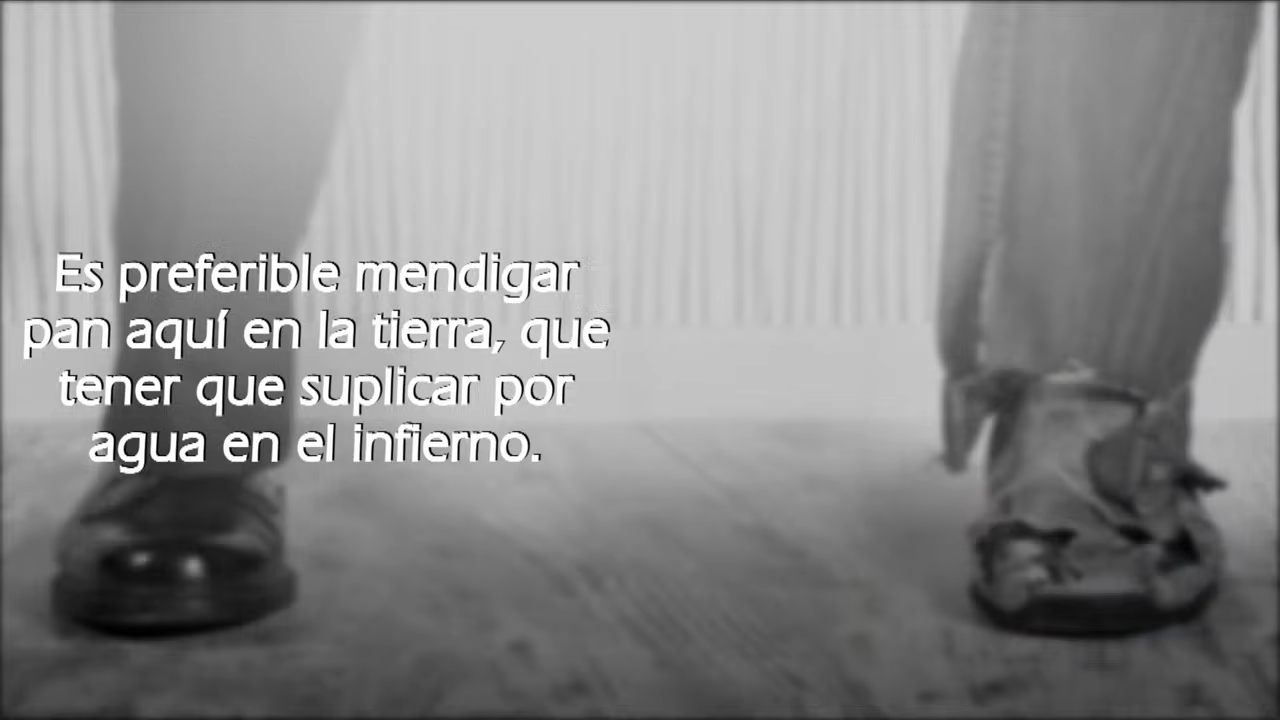 Es preferible mendigar
pan aquí en la tierra, que
tener que suplicar por
agua en el infierno.